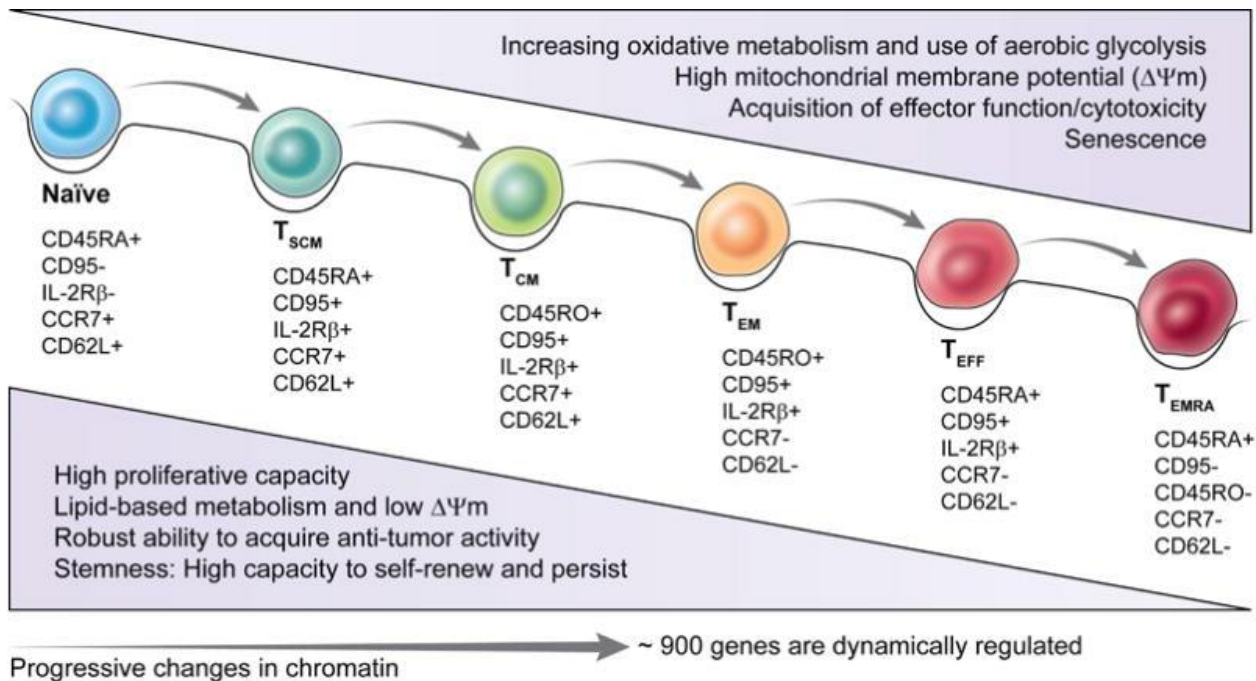 Increasing oxidative metabolism and use of aerobic glycolysis
High mitochondrial membrane potential (ΔΨm)
Acquisition of effector function/cytotoxicity
Senescence
Naïve
CD45RA+
CD95-
IL-2Rβ-
CCR7+
CD62L+
TSCM
CD45RA+
CD95+
IL-2Rβ+
CCR7+
CD62L+
TCM
CD45RO+
CD95+
IL-2Rβ+
CCR7+
CD62L+
TEM
CD45RO+
CD95+
IL-2Rβ+
CCR7-
CD62L-
TEFF
CD45RA+
CD95+
IL-2Rβ+
CCR7-
CD62L-
TEMRA
CD45RA+
CD95-
CD45RO-
CCR7-
CD62L-
High proliferative capacity
Lipid-based metabolism and low ΔΨm
Robust ability to acquire anti-tumor activity
Stemness: High capacity to self-renew and persist
~ 900 genes are dynamically regulated
Progressive changes in chromatin